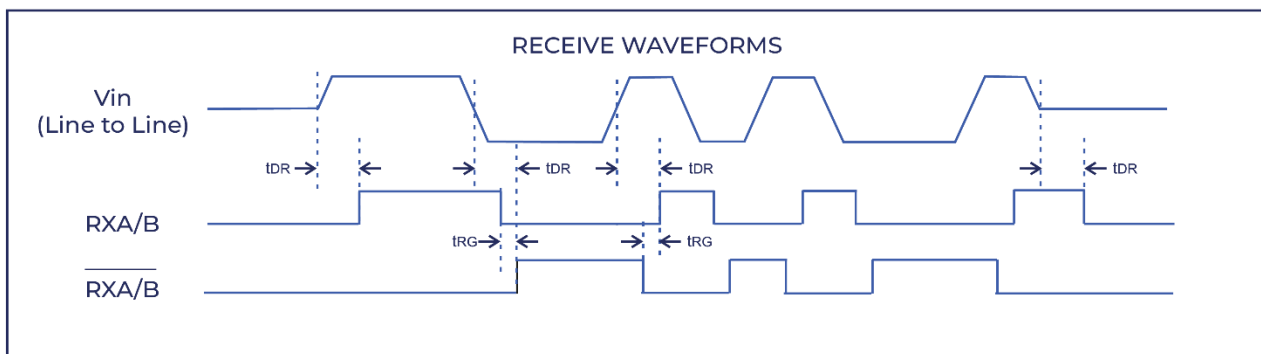 RECEIVE WAVEFORMS
Vin
(Line to Line)
tDR tDR tDR tDR
RXA/B
tRG tRG
RXA/B